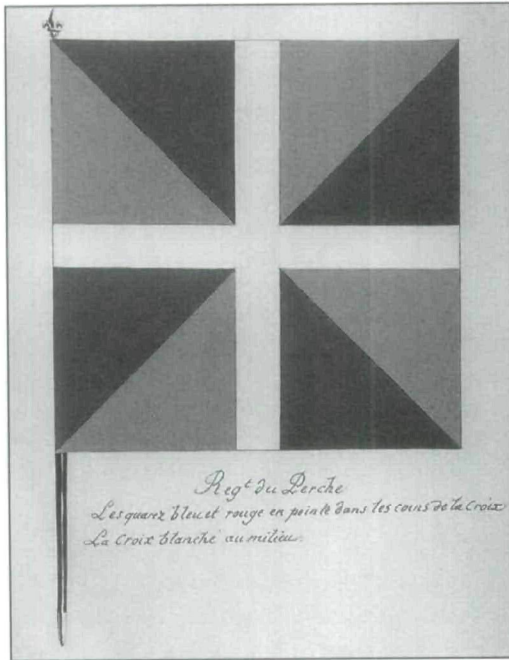 Reg.t du Perche
Les quarez bleu et rouge en pointe dans les coins de la Croix
La Croix blanche au milieu.